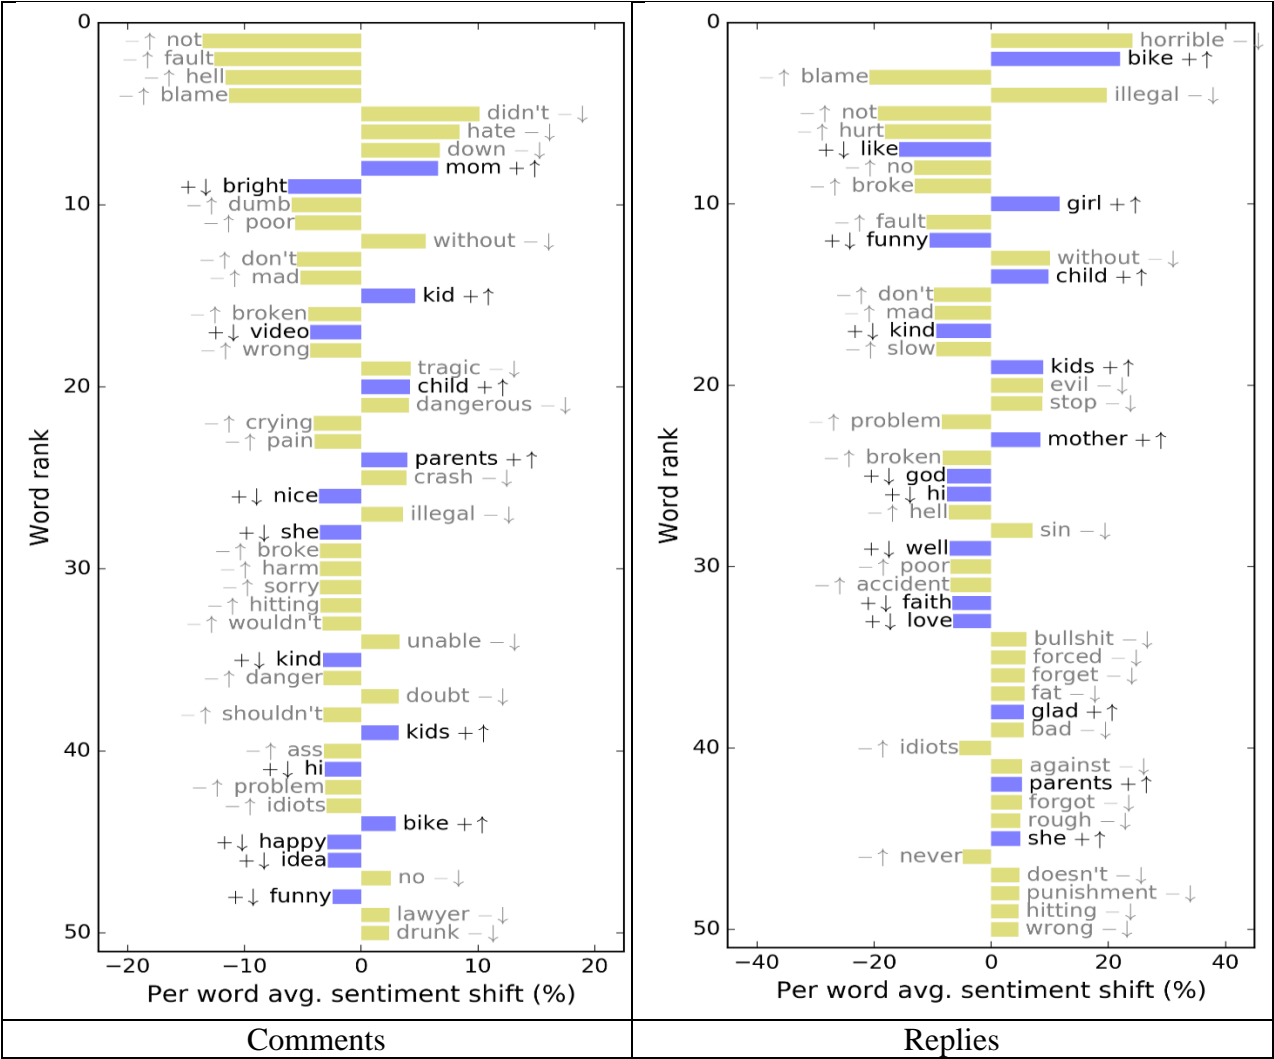 0
−↑ not
−↑ fault
−↑ hell
−↑ blame
didn't −↓
hate −↓
down −↓
mom +↑
+↓ bright
10
−↑ dumb
−↑ poor
without −↓
−↑ don't
−↑ mad
kid +↑
−↑ broken
+↓ video
−↑ wrong
tragic −↓
20
child +↑
dangerous −↓
−↑ crying
−↑ pain
parents +↑
crash −↓
+↓ nice
illegal −↓
+↓ she
−↑ broke
30
−↑ harm
−↑ sorry
−↑ hitting
−↑ wouldn't
unable −↓
+↓ kind
−↑ danger
doubt −↓
−↑ shouldn't
kids +↑
40
−↑ ass
+↓ hi
−↑ problem
−↑ idiots
bike +↑
+↓ happy
+↓ idea
no −↓
+↓ funny
lawyer −↓
50
drunk −↓
Word rank
−20 −10 0 10 20
Per word avg. sentiment shift (%)
Comments
0
horrible −↓
bike +↑
−↑ blame
illegal −↓
−↑ not
−↑ hurt
+↓ like
−↑ no
−↑ broke
10
girl +↑
−↑ fault
+↓ funny
without −↓
child +↑
−↑ don't
−↑ mad
+↓ kind
−↑ slow
kids +↑
20
evil −↓
stop −↓
−↑ problem
mother +↑
−↑ broken
+↓ god
+↓ hi
−↑ hell
sin −↓
+↓ well
30
−↑ poor
−↑ accident
+↓ faith
+↓ love
bullshit −↓
forced −↓
forget −↓
fat −↓
glad +↑
bad −↓
40
−↑ idiots
against −↓
parents +↑
forgot −↓
rough −↓
she +↑
−↑ never
doesn't −↓
punishment −↓
hitting −↓
50
wrong −↓
Word rank
−40 −20 0 20 40
Per word avg. sentiment shift (%)
Replies